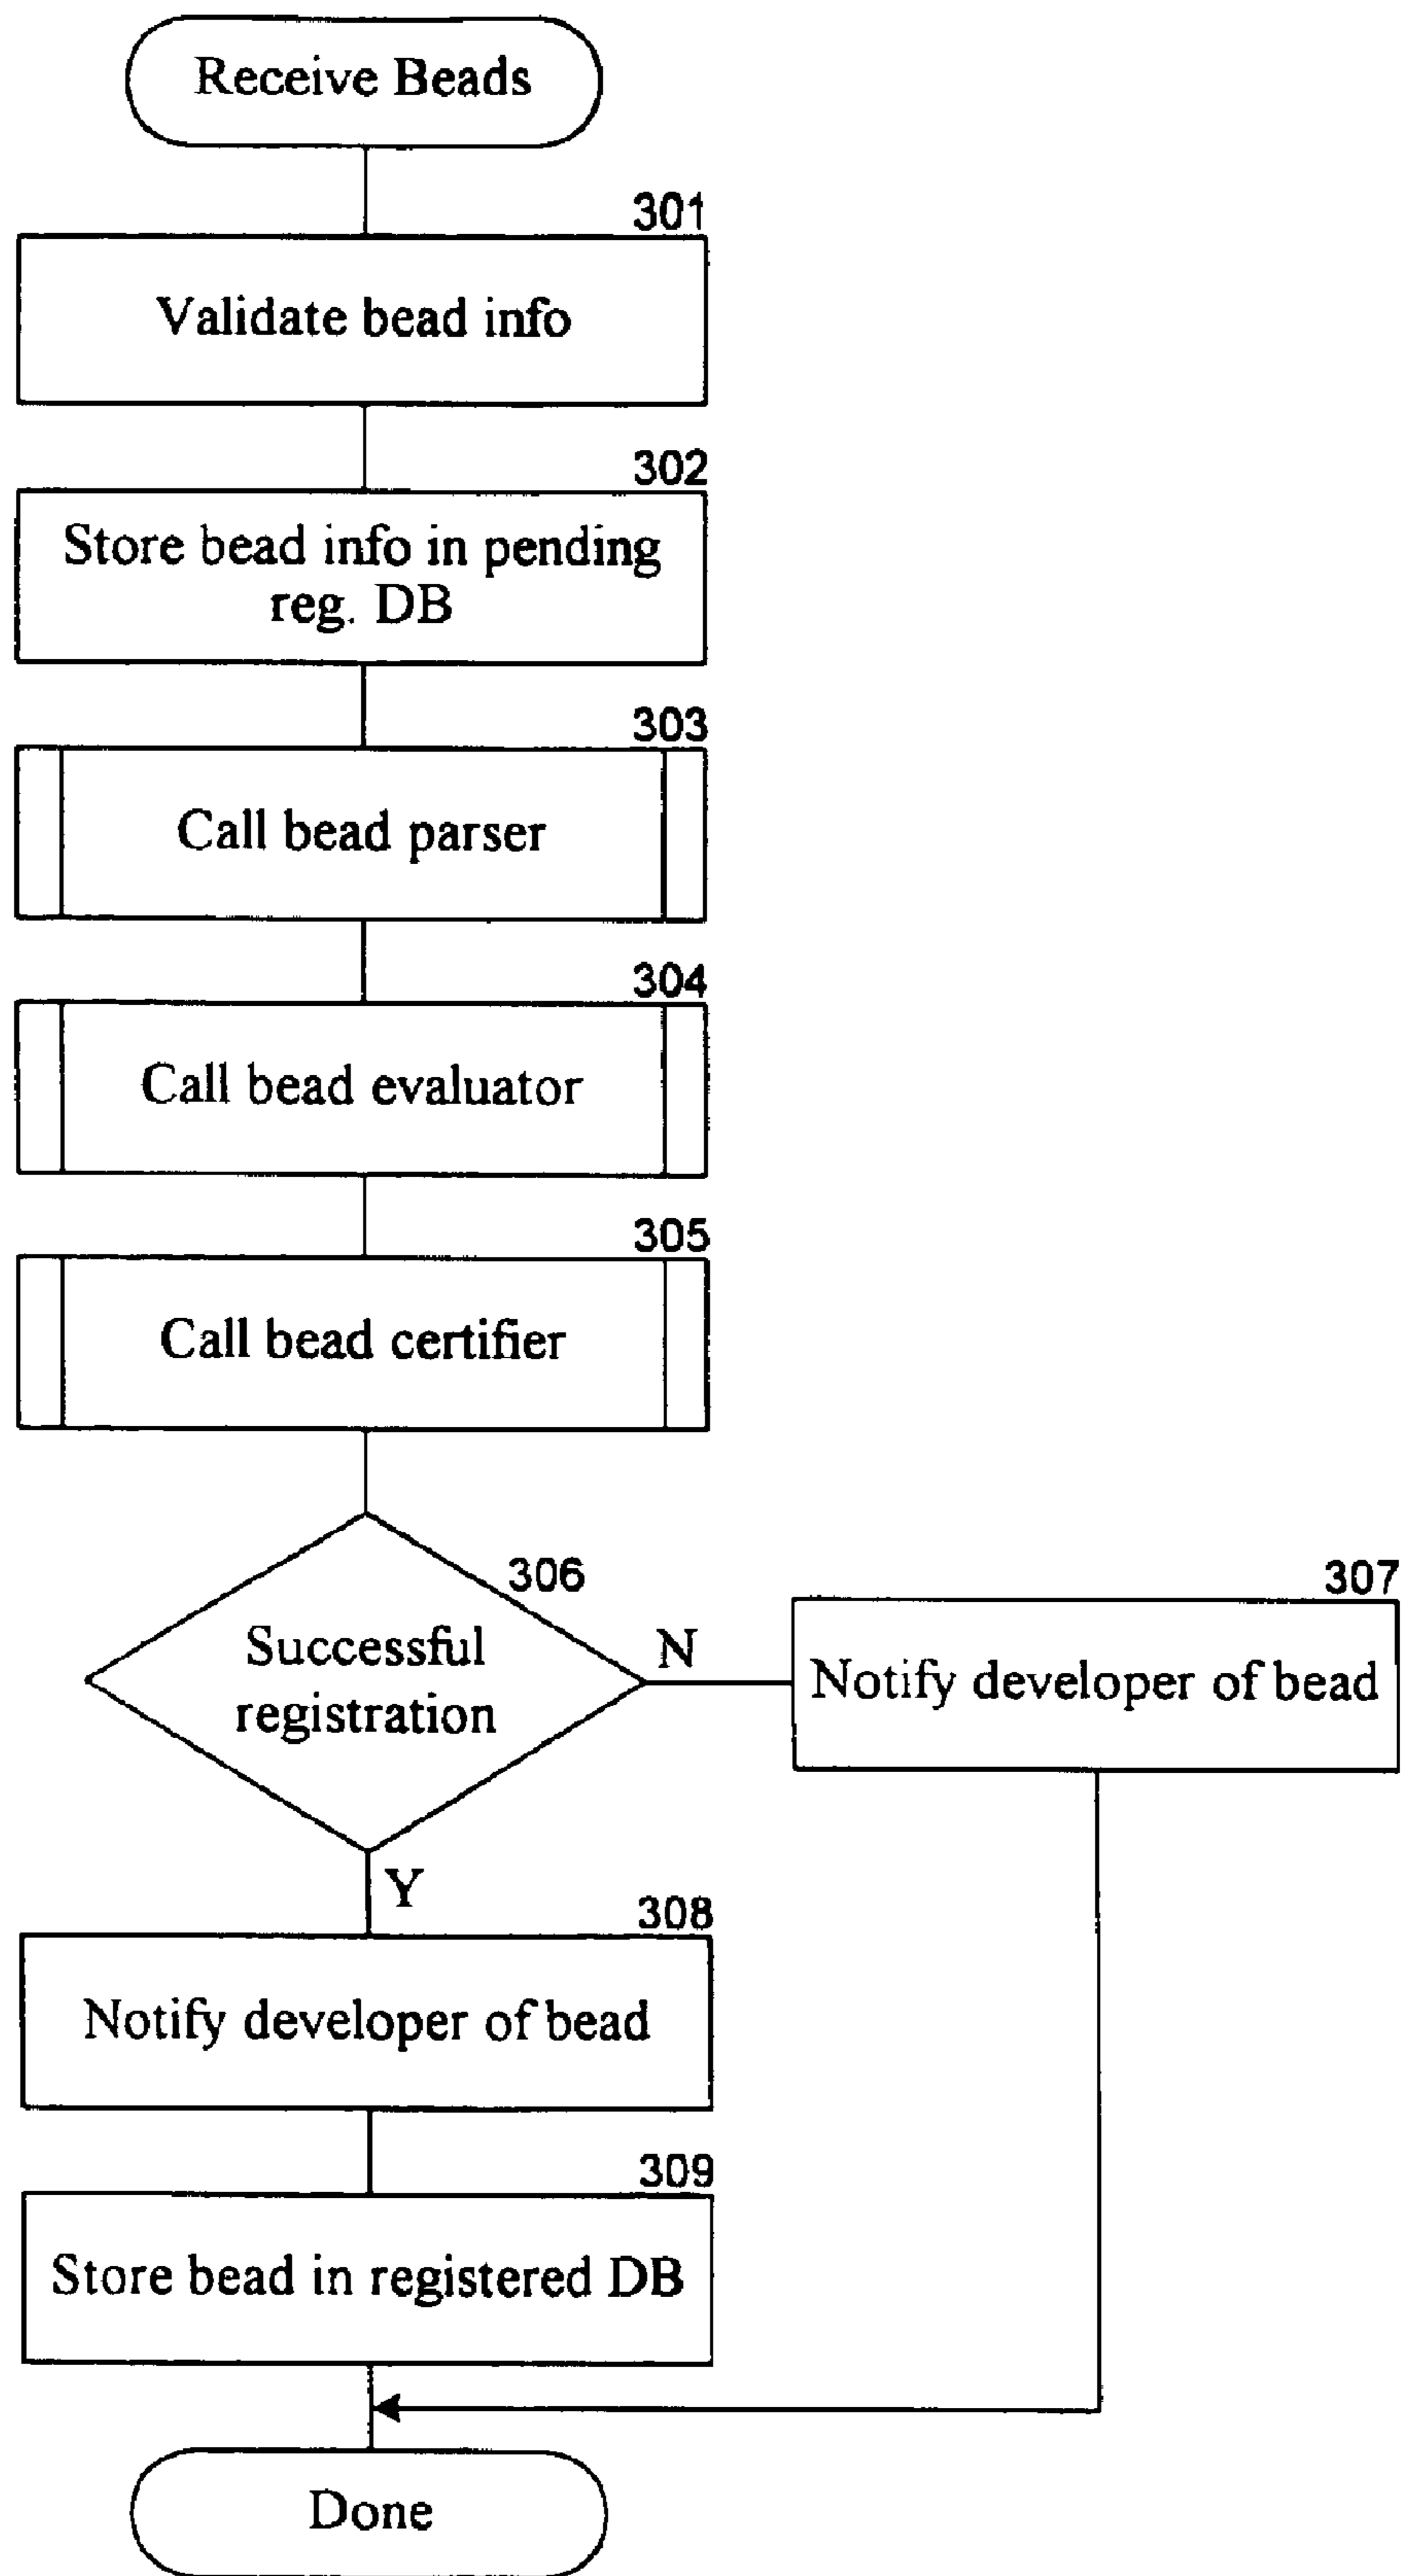 Receive Beads
301
Validate bead info
302
Store bead info in pending
reg. DB
303
Call bead parser
304
Call bead evaluator
305
Call bead certifier
306
Successful
registration
N
307
Notify developer of bead
Y
308
Notify developer of bead
309
Store bead in registered DB
Done